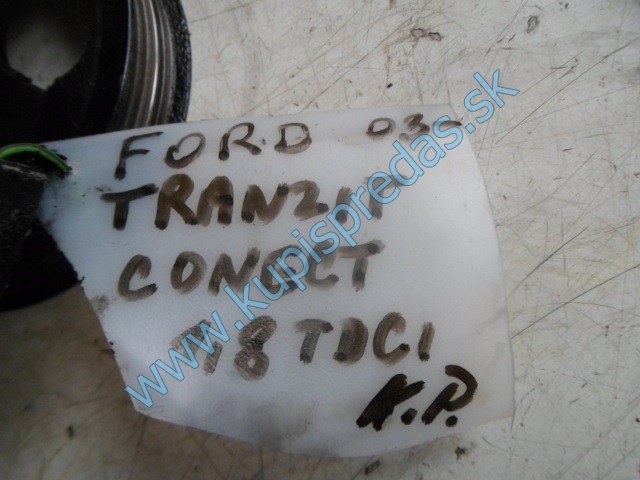 FORD 03-
TRANZIT
CONECT
1.8 TDCI
K.P.
www.kupispredas.sk